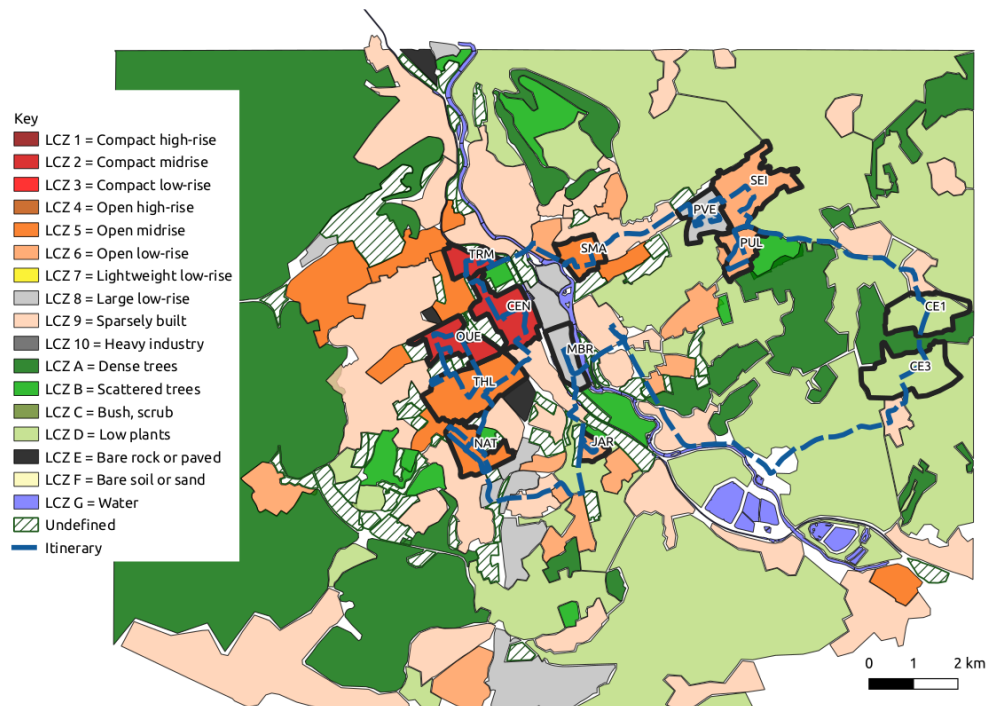 Key
LCZ 1 = Compact high-rise
LCZ 2 = Compact midrise
LCZ 3 = Compact low-rise
LCZ 4 = Open high-rise
LCZ 5 = Open midrise
LCZ 6 = Open low-rise
LCZ 7 = Lightweight low-rise
LCZ 8 = Large low-rise
LCZ 9 = Sparsely built
LCZ 10 = Heavy industry
LCZ A = Dense trees
LCZ B = Scattered trees
LCZ C = Bush, scrub
LCZ D = Low plants
LCZ E = Bare rock or paved
LCZ F = Bare soil or sand
LCZ G = Water
Undefined
Itinerary
SEI
PVE
PUL
SMA
TRM
CEN
CE1
QUE
MBR
CE3
THL
NAT
JAR
0 1 2 km